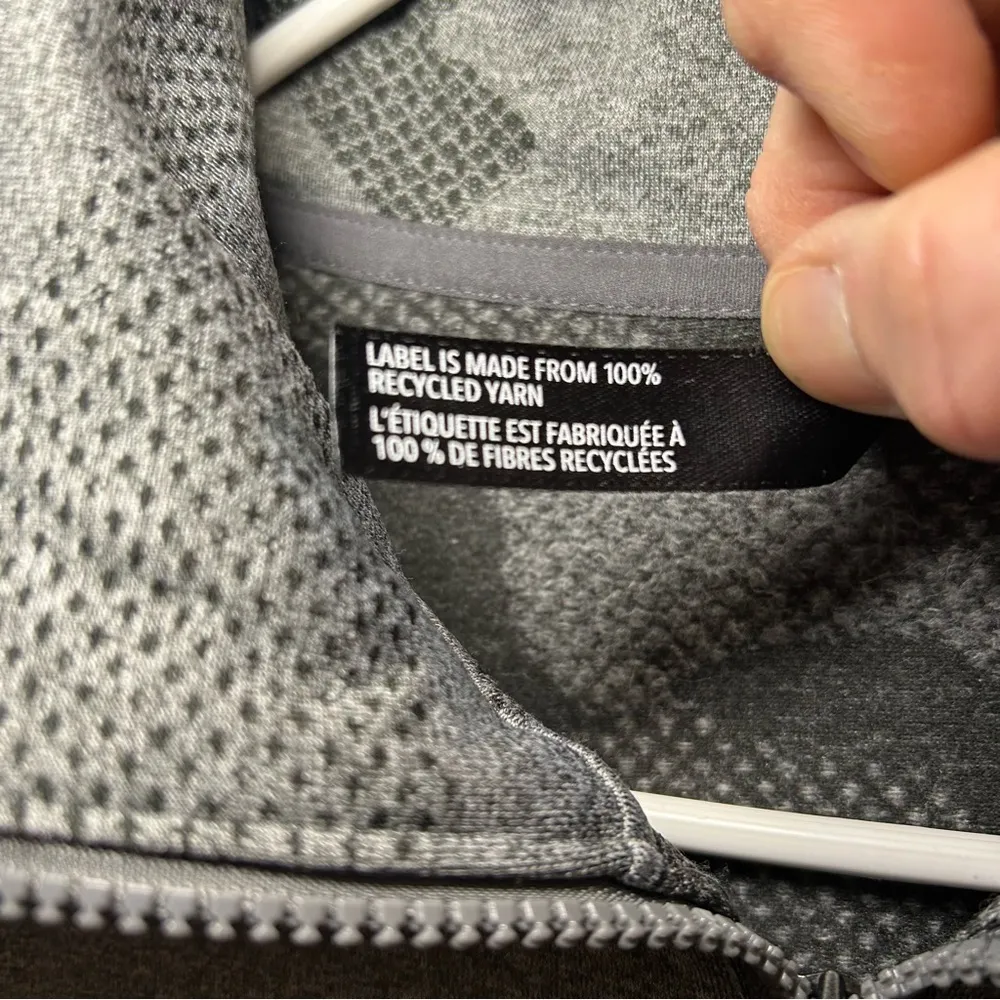 LABEL IS MADE FROM 100%
RECYCLED YARN
L'ÉTIQUETTE EST FABRIQUÉE À
100 % DE FIBRES RECYCLÉES